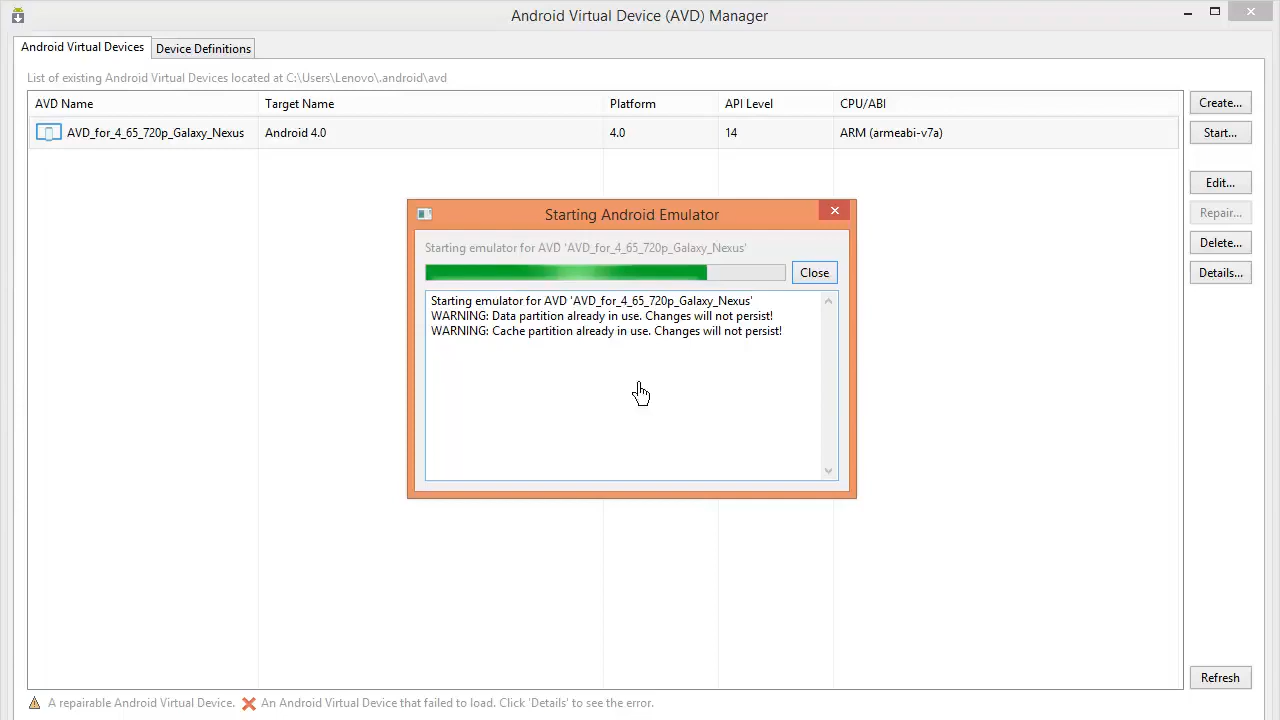 Android Virtual Device (AVD) Manager
Android Virtual Devices
Device Definitions
List of existing Android Virtual Devices located at C:\Users\Lenovo\.android\avd
AVD Name Target Name Platform API Level CPU/ABI
AVD_for_4_65_720p_Galaxy_Nexus Android 4.0 4.0 14 ARM (armeabi-v7a)
Create...
Start...
Edit...
Repair...
Delete...
Details...
Starting Android Emulator
Starting emulator for AVD 'AVD_for_4_65_720p_Galaxy_Nexus'
Close
Starting emulator for AVD 'AVD_for_4_65_720p_Galaxy_Nexus'
WARNING: Data partition already in use. Changes will not persist!
WARNING: Cache partition already in use. Changes will not persist!
Refresh
A repairable Android Virtual Device. An Android Virtual Device that failed to load. Click 'Details' to see the error.